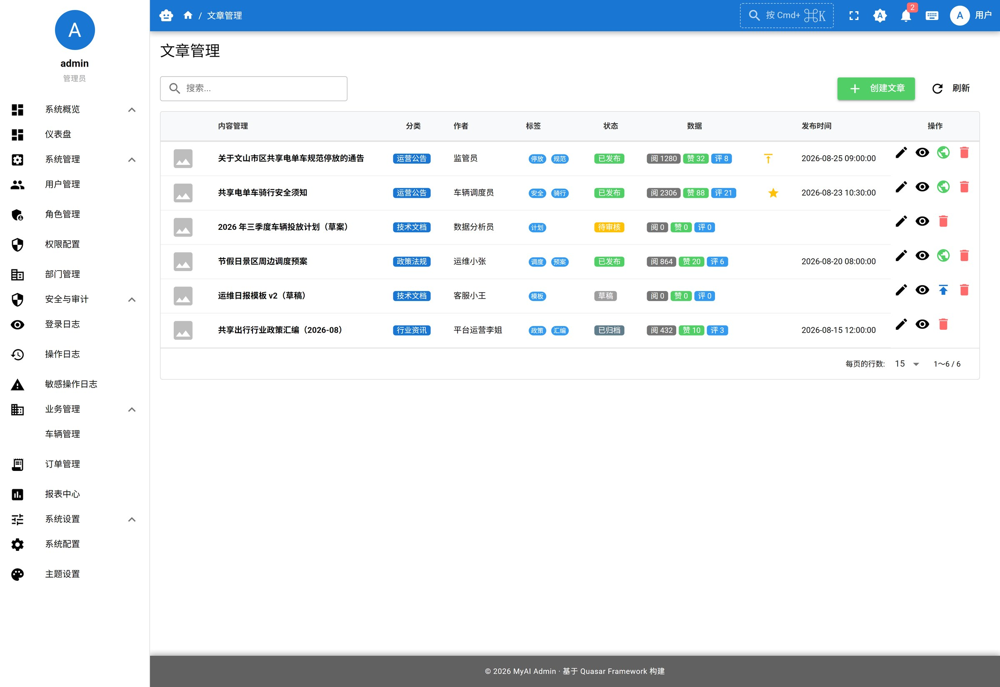 A
admin
管理员
系统概览
仪表盘
系统管理
用户管理
角色管理
权限配置
部门管理
安全与审计
登录日志
操作日志
敏感操作日志
业务管理
车辆管理
订单管理
报表中心
系统设置
系统配置
主题设置
/ 文章管理
按 Cmd+ ⌘K
A
2
A 用户
文章管理
搜索...
创建文章
刷新
内容管理 分类 作者 标签 状态 数据 发布时间 操作
关于文山市区共享电单车规范停放的通告 运营公告 监管员 停放 规范 已发布 阅 1280 赞 32 评 8 2026-08-25 09:00:00
共享电单车骑行安全须知 运营公告 车辆调度员 安全 骑行 已发布 阅 2306 赞 88 评 21 2026-08-23 10:30:00
2026 年三季度车辆投放计划（草案） 技术文档 数据分析员 计划 待审核 阅 0 赞 0 评 0
节假日景区周边调度预案 政策法规 运维小张 调度 预案 已发布 阅 864 赞 20 评 6 2026-08-20 08:00:00
运维日报模板 v2（草稿） 技术文档 客服小王 模板 草稿 阅 0 赞 0 评 0
共享出行行业政策汇编（2026-08） 行业资讯 平台运营李姐 政策 汇编 已归档 阅 432 赞 10 评 3 2026-08-15 12:00:00
每页的行数: 15 1～6 / 6
© 2026 MyAI Admin · 基于 Quasar Framework 构建